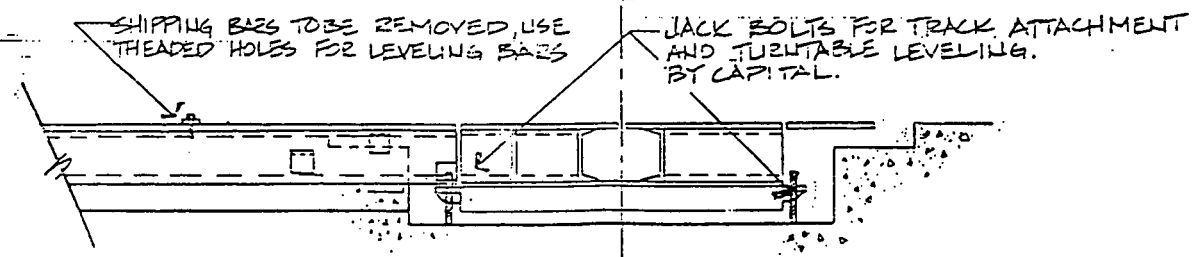 SHIPPING BARS TO BE REMOVED, USE
THEADED HOLES FOR LEVELING BARS
JACK BOLTS FOR TRACK ATTACHMENT
AND TURNTABLE LEVELING.
BY CAPITAL.